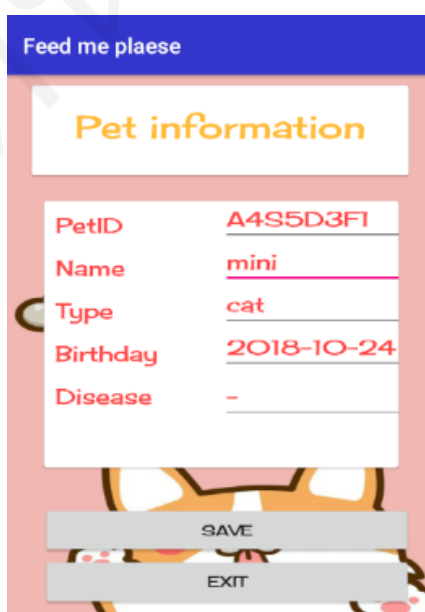 Feed me plaese
Pet information
PetID A4S5D3F1
Name mini
Type cat
Birthday 2018-10-24
Disease -
SAVE
EXIT